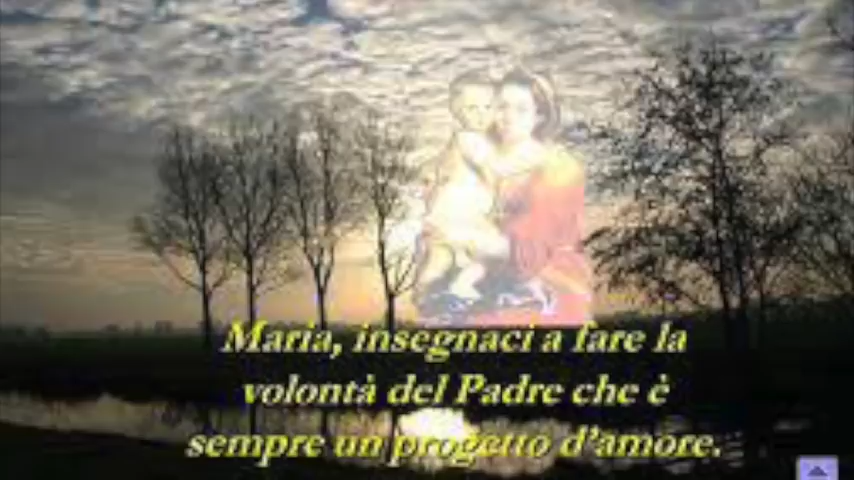 Maria, insegnaci a fare la
volontà del Padre che è
sempre un progetto d'amore.